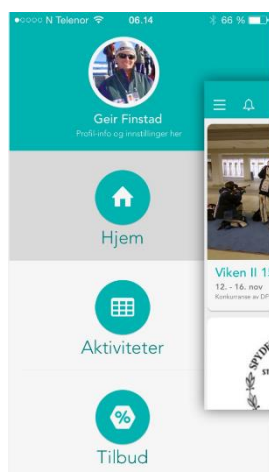 N Telenor 06.14 66 %
Geir Finstad
Profil-info og innstillinger her
Hjem
Viken II 1
12. - 16. nov
Konkurranse av DF
Aktiviteter
%
Tilbud